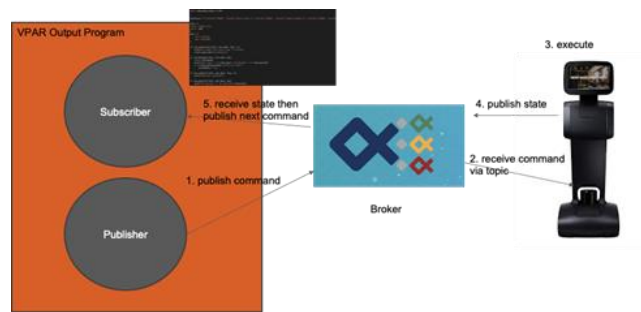 VPAR Output Program
3. execute
Subscriber
5. receive state then
publish next command
4. publish state
2. receive command
via topic
1. publish command
Broker
Publisher